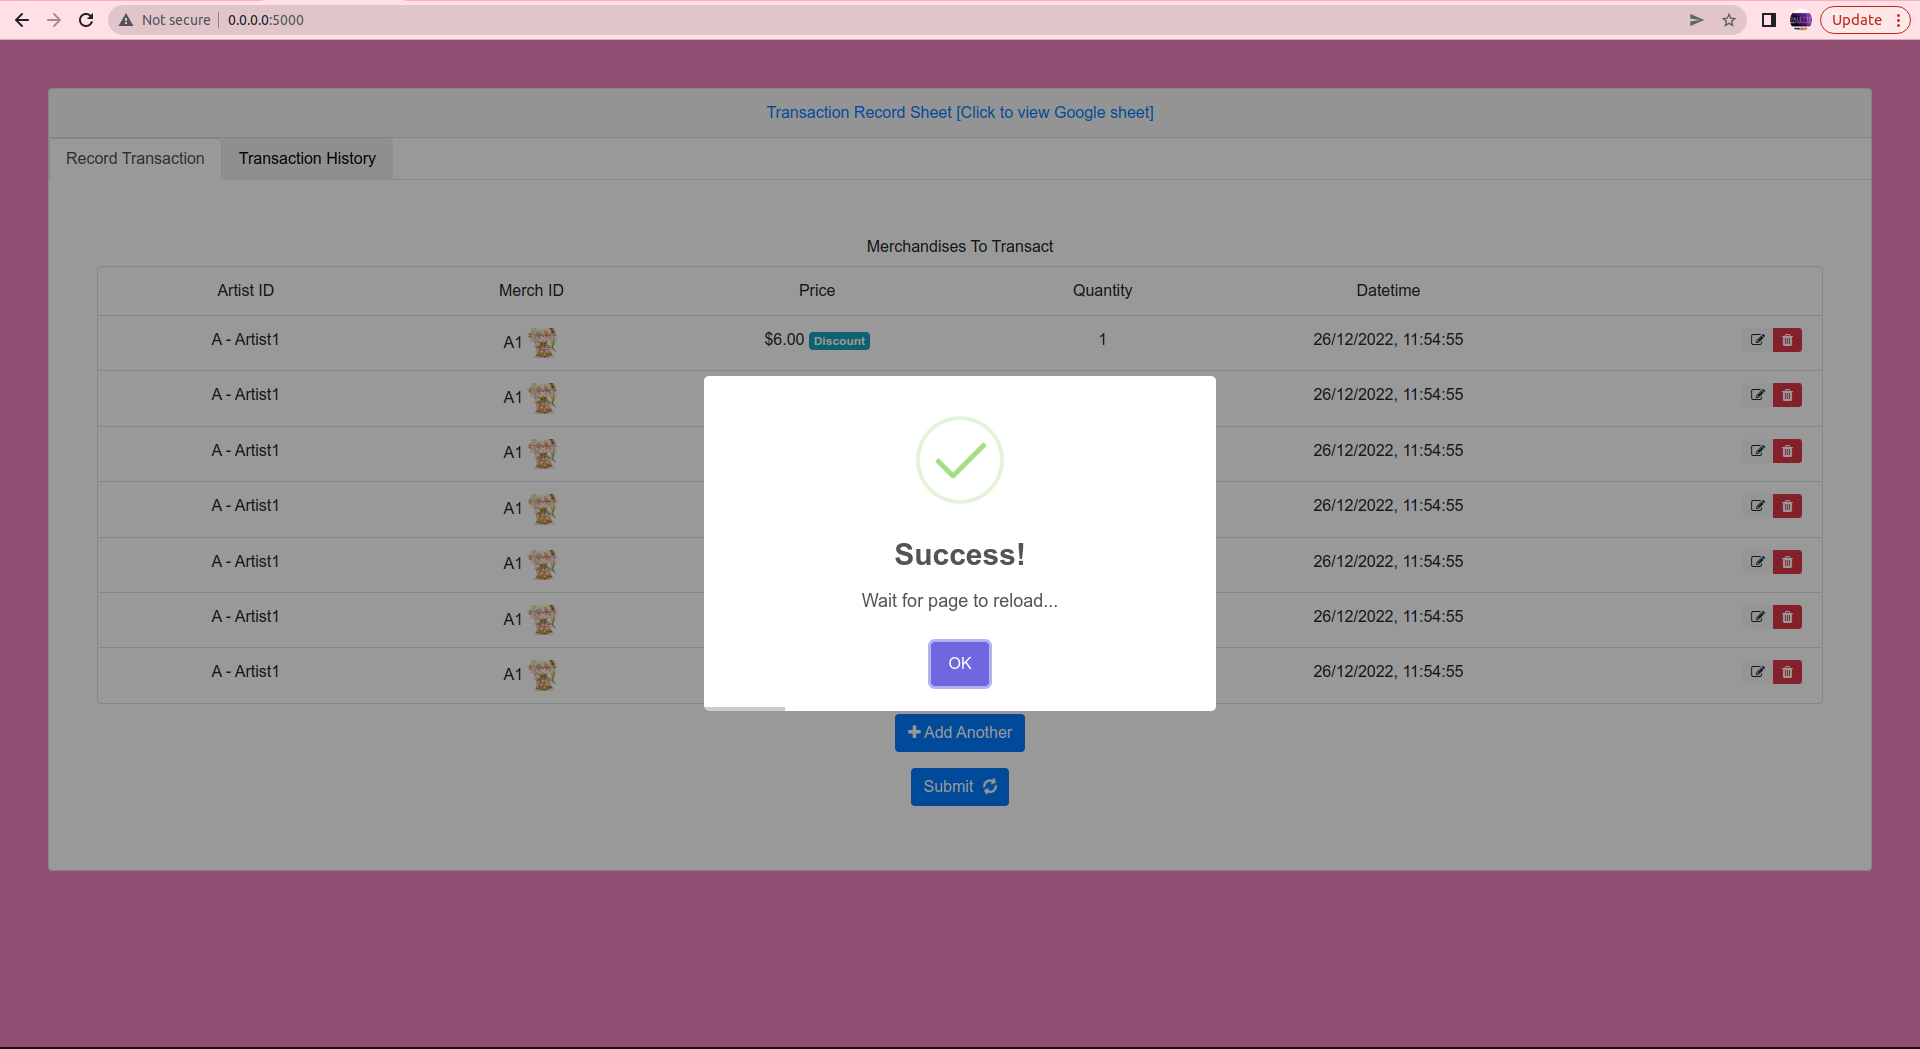 Not secure 0.0.0.0:5000 Update
Transaction Record Sheet [Click to view Google sheet]
Record Transaction Transaction History
Merchandises To Transact
Artist ID Merch ID Price Quantity Datetime
A - Artist1 A1 $6.00 Discount 1 26/12/2022, 11:54:55
A - Artist1 A1 26/12/2022, 11:54:55
A - Artist1 A1 26/12/2022, 11:54:55
A - Artist1 A1 26/12/2022, 11:54:55
A - Artist1 A1 26/12/2022, 11:54:55
A - Artist1 A1 26/12/2022, 11:54:55
A - Artist1 A1 26/12/2022, 11:54:55
Success!
Wait for page to reload...
OK
Add Another
Submit